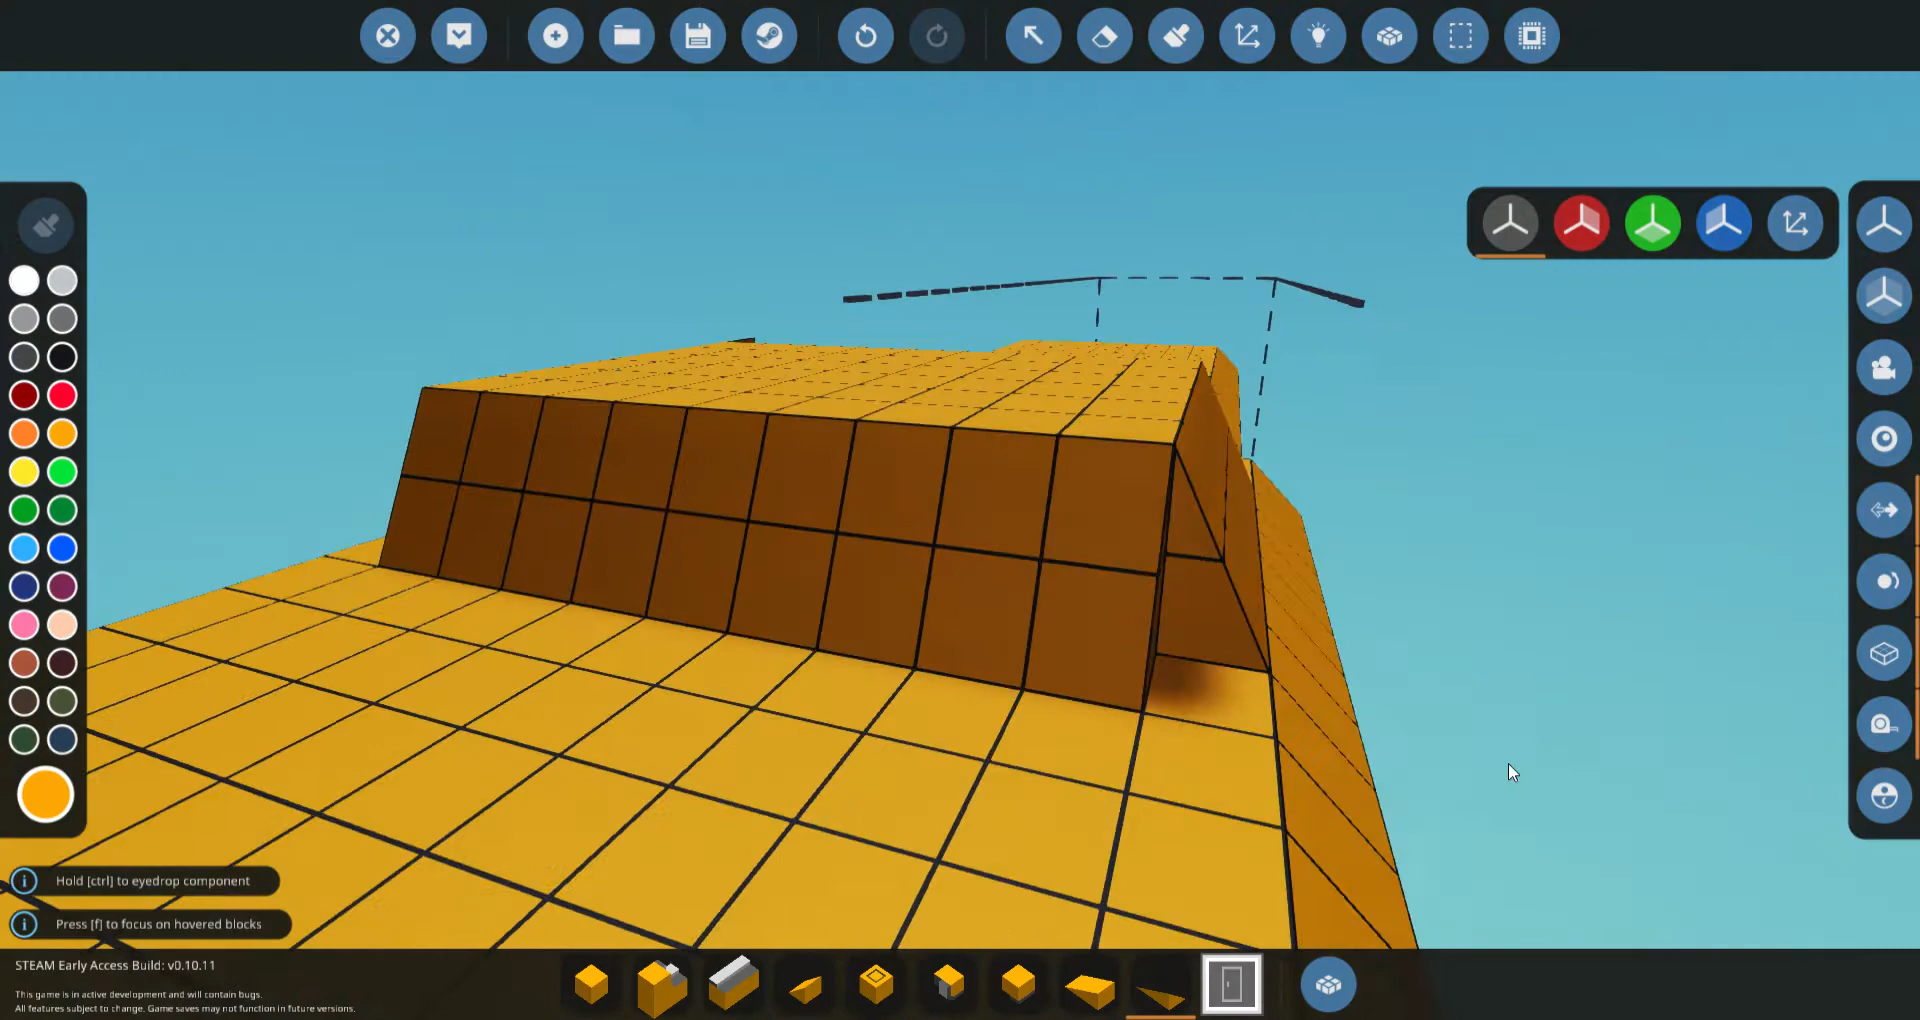 Hold [ctrl] to eyedrop component
Press [f] to focus on hovered blocks
STEAM Early Access Build: v0.10.11
This game is in active development and will contain bugs.
All features subject to change. Game saves may not function in future versions.